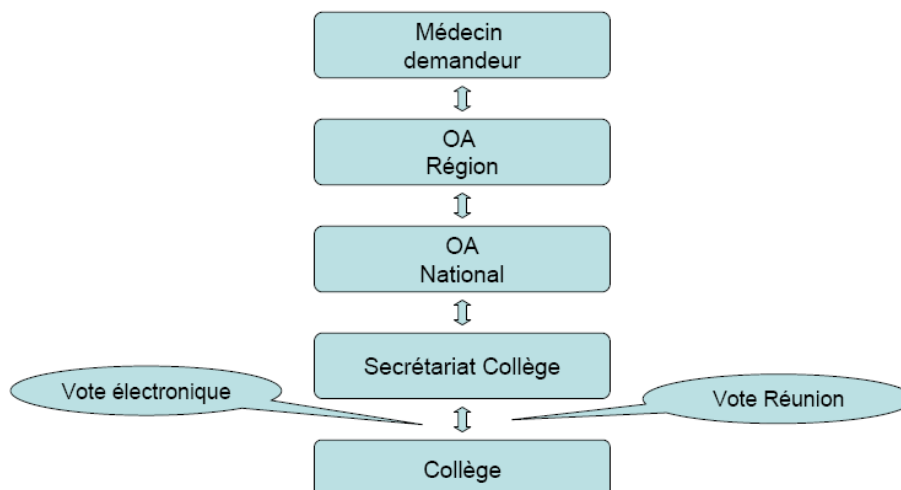 Médecin
demandeur
OA
Région
OA
National
Secrétariat Collège
Vote électronique
Vote Réunion
Collège